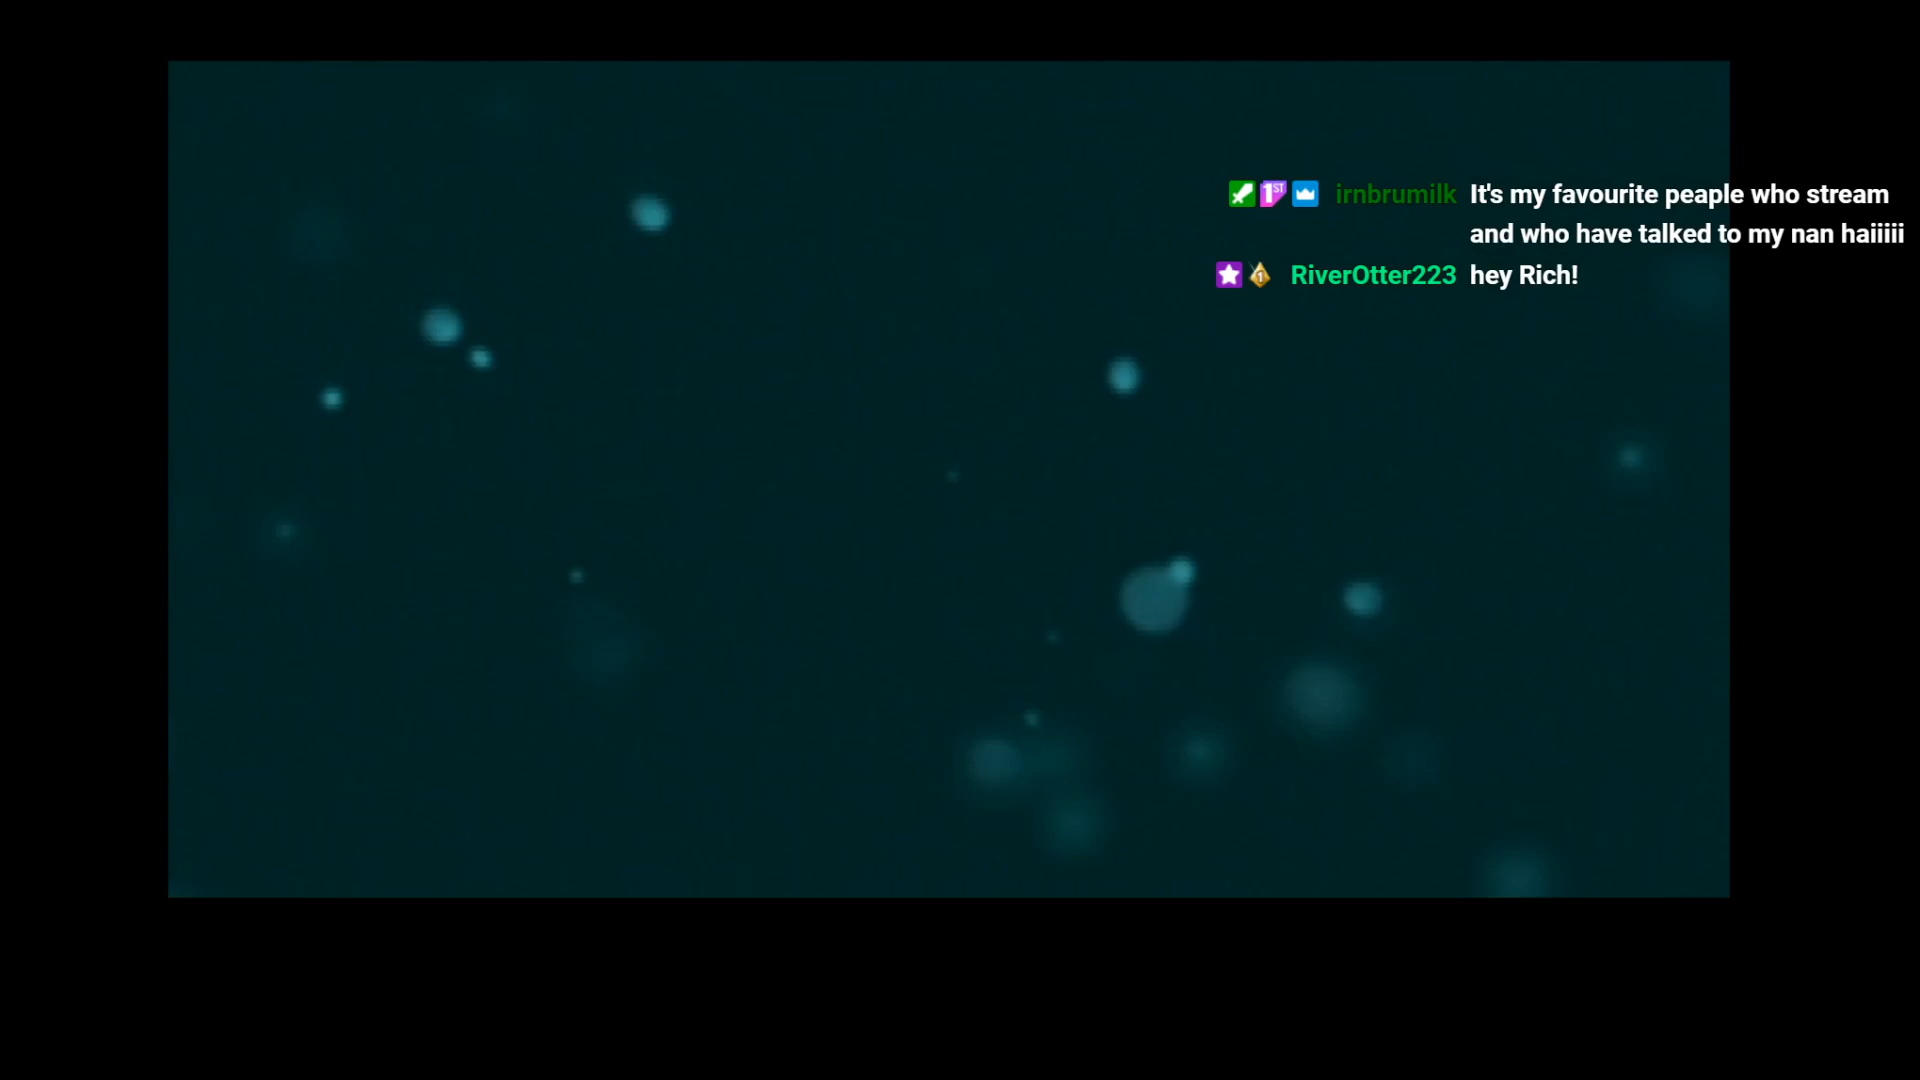 irnbrumilk It's my favourite peaple who stream
and who have talked to my nan haiiiii
RiverOtter223 hey Rich!